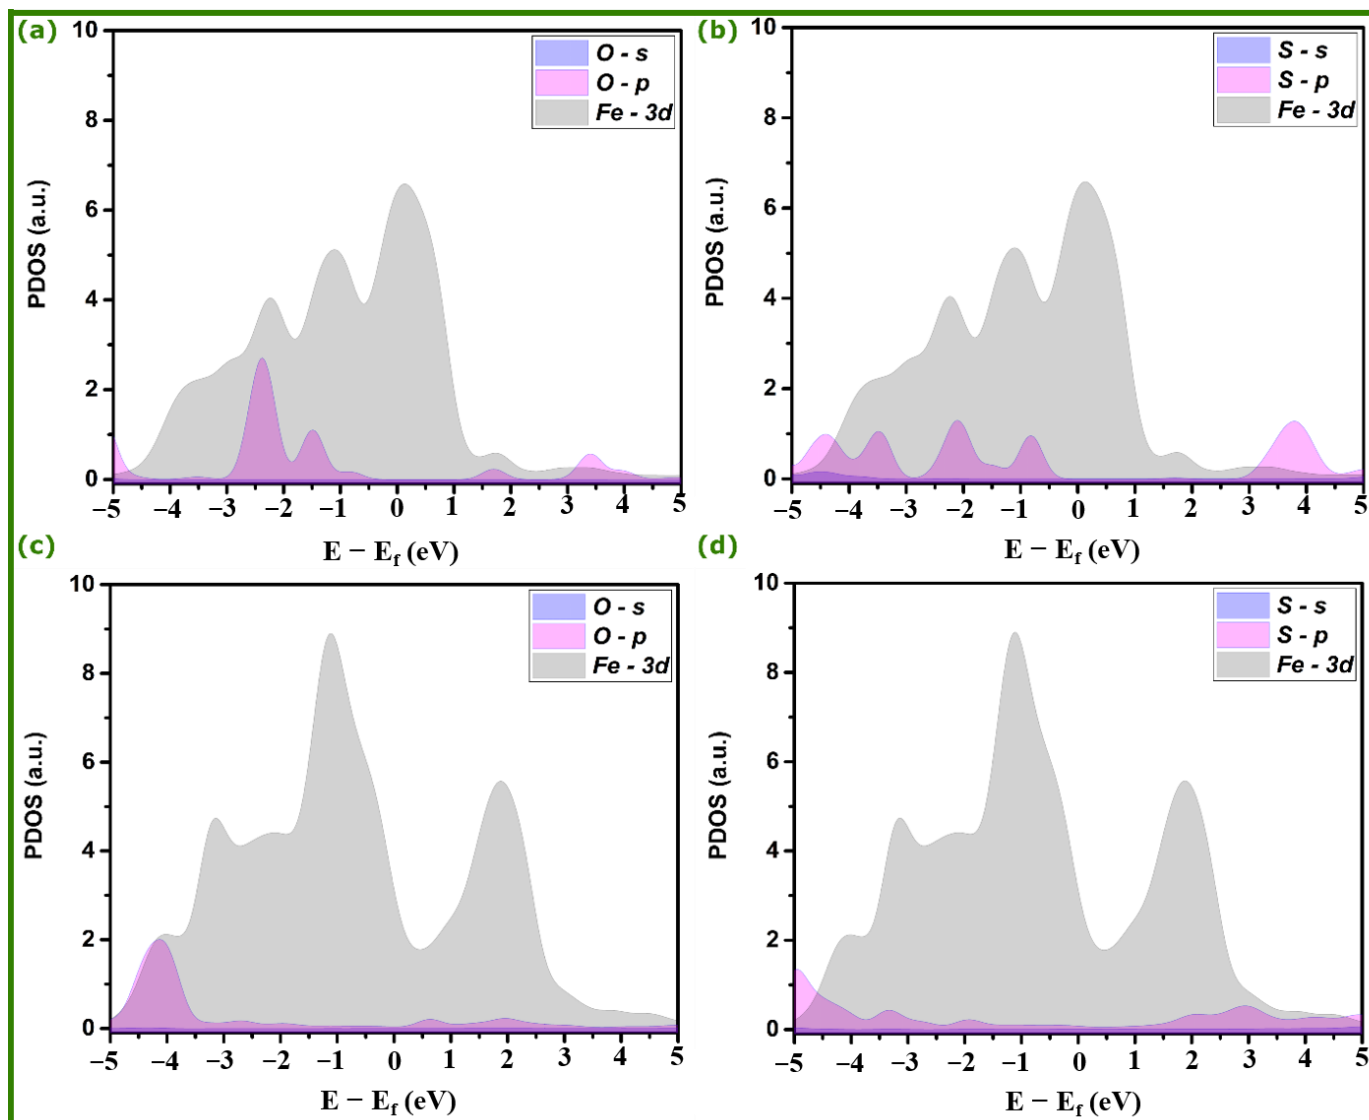 (a)
10
8
6
4
2
0
PDOS (a.u.)
O - s
O - p
Fe - 3d
−5 −4 −3 −2 −1 0 1 2 3 4 5
E − Ef (eV)
(b)
10
8
6
4
2
0
PDOS (a.u.)
S - s
S - p
Fe - 3d
−5 −4 −3 −2 −1 0 1 2 3 4 5
E − Ef (eV)
(c)
10
8
6
4
2
0
PDOS (a.u.)
O - s
O - p
Fe - 3d
−5 −4 −3 −2 −1 0 1 2 3 4 5
E − Ef (eV)
(d)
10
8
6
4
2
0
PDOS (a.u.)
S - s
S - p
Fe - 3d
−5 −4 −3 −2 −1 0 1 2 3 4 5
E − Ef (eV)